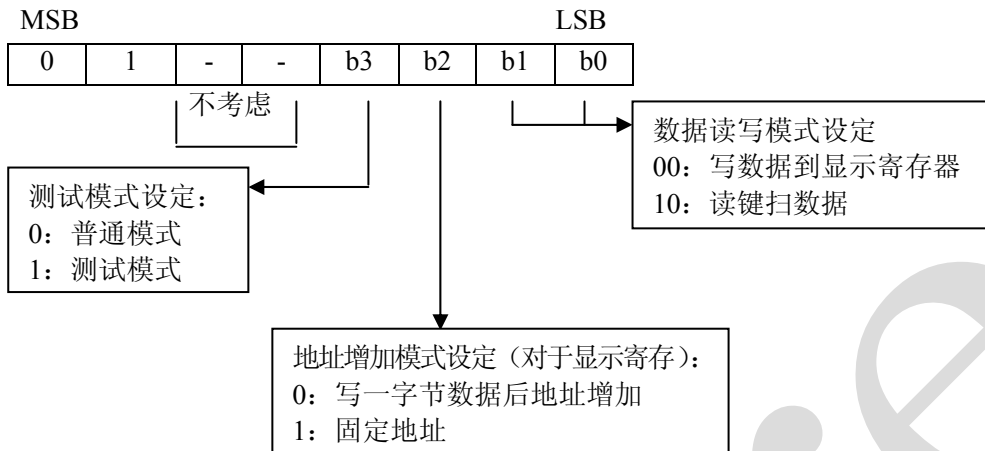 MSB LSB
0 1 - - b3 b2 b1 b0
不考虑
数据读写模式设定
00：写数据到显示寄存器
10：读键扫数据
测试模式设定：
0：普通模式
1：测试模式
地址增加模式设定（对于显示寄存）：
0：写一字节数据后地址增加
1：固定地址